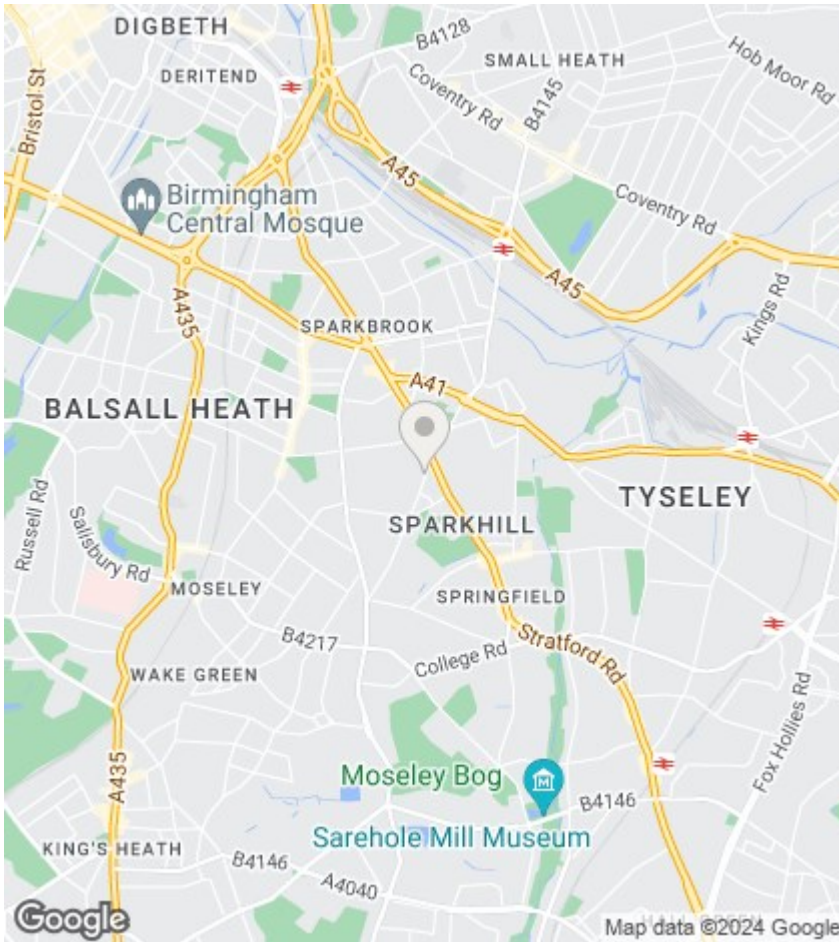 DIGBETH
B4128
SMALL HEATH
Hob Moor Rd
DERITEND
Coventry Rd
B4145
Bristol St
A45
Birmingham
Central Mosque
Coventry Rd
A45
A435
SPARKBROOK
Kings Rd
A41
BALSALL HEATH
Russell Rd
TYSELEY
SPARKHILL
Salisbury Rd
MOSELEY
SPRINGFIELD
B4217
College Rd
Stratford Rd
WAKE GREEN
Fox Hollies Rd
Moseley Bog
A435
B4146
Sarehole Mill Museum
KING'S HEATH
B4146
A4040
Google
Map data ©2024 Google